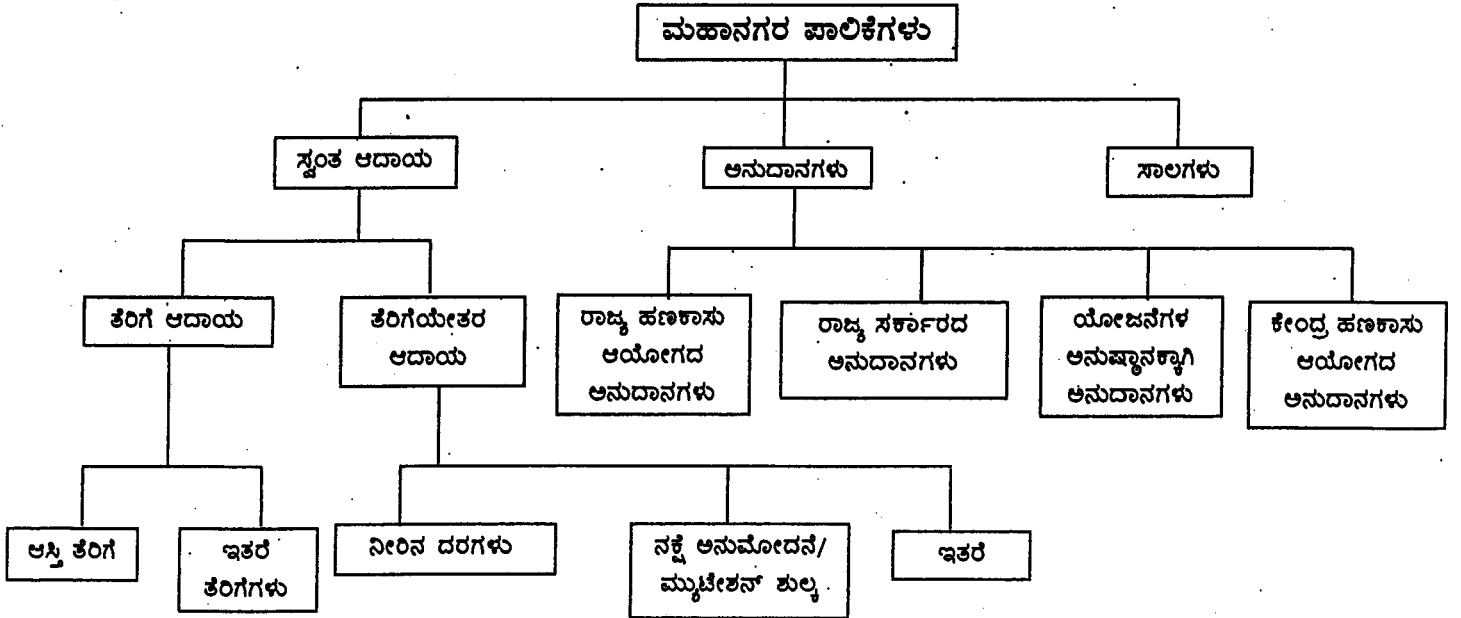 ಮಹಾನಗರ ಪಾಲಿಕೆಗಳು
ಸ್ವಂತ ಆದಾಯ
ಅನುದಾನಗಳು
ಸಾಲಗಳು
ತೆರಿಗೆ ಆದಾಯ
ತೆರಿಗೆಯೇತರ
ಆದಾಯ
ರಾಜ್ಯ ಹಣಕಾಸು
ಆಯೋಗದ
ಅನುದಾನಗಳು
ರಾಜ್ಯ ಸರ್ಕಾರದ
ಅನುದಾನಗಳು
ಯೋಜನೆಗಳ
ಅನುಷ್ಠಾನಕ್ಕಾಗಿ
ಅನುದಾನಗಳು
ಕೇಂದ್ರ ಹಣಕಾಸು
ಆಯೋಗದ
ಅನುದಾನಗಳು
ಆಸ್ತಿ ತೆರಿಗೆ
ಇತರೆ
ತೆರಿಗೆಗಳು
ನೀರಿನ ದರಗಳು
ನಕ್ಷೆ ಅನುಮೋದನೆ/
ಮ್ಯುಟೇಶನ್ ಶುಲ್ಕ
ಇತರೆ